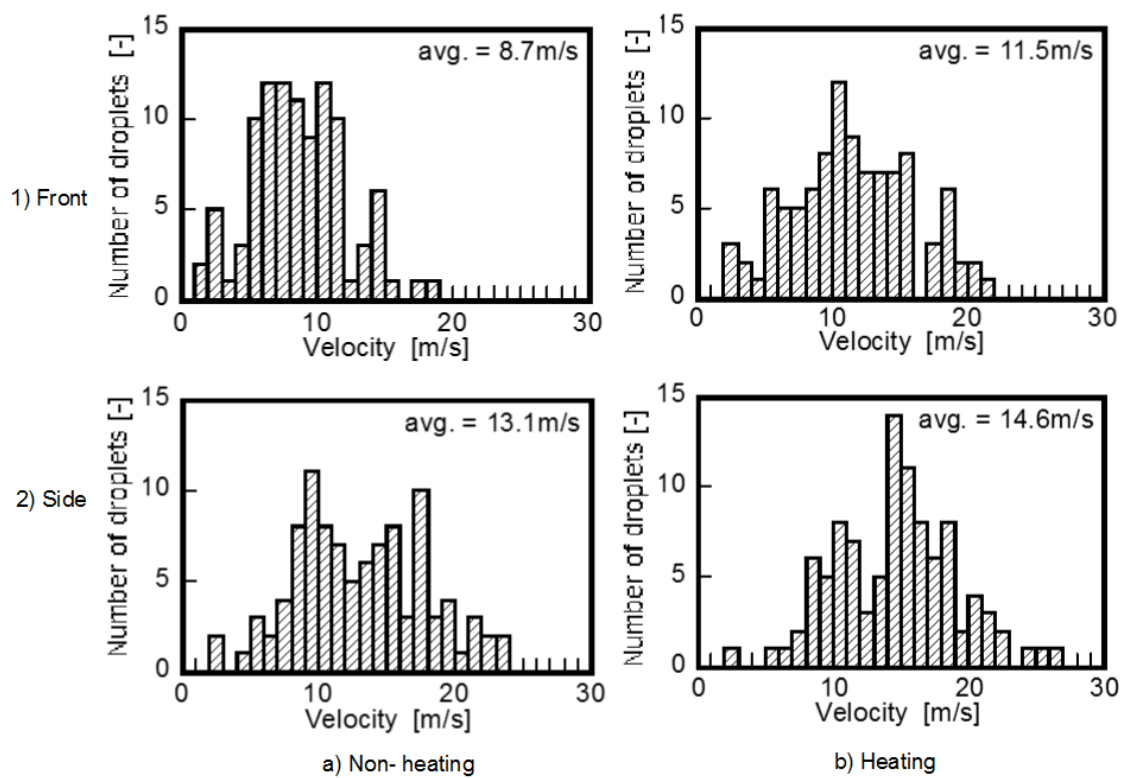 15
10
5
0
Number of droplets [-]
avg. = 8.7m/s
0 10 20 30
Velocity [m/s]
15
10
5
0
Number of droplets [-]
avg. = 11.5m/s
0 10 20 30
Velocity [m/s]
1) Front
15
10
5
0
Number of droplets [-]
avg. = 13.1m/s
0 10 20 30
Velocity [m/s]
15
10
5
0
Number of droplets [-]
avg. = 14.6m/s
0 10 20 30
Velocity [m/s]
2) Side
a) Non- heating
b) Heating